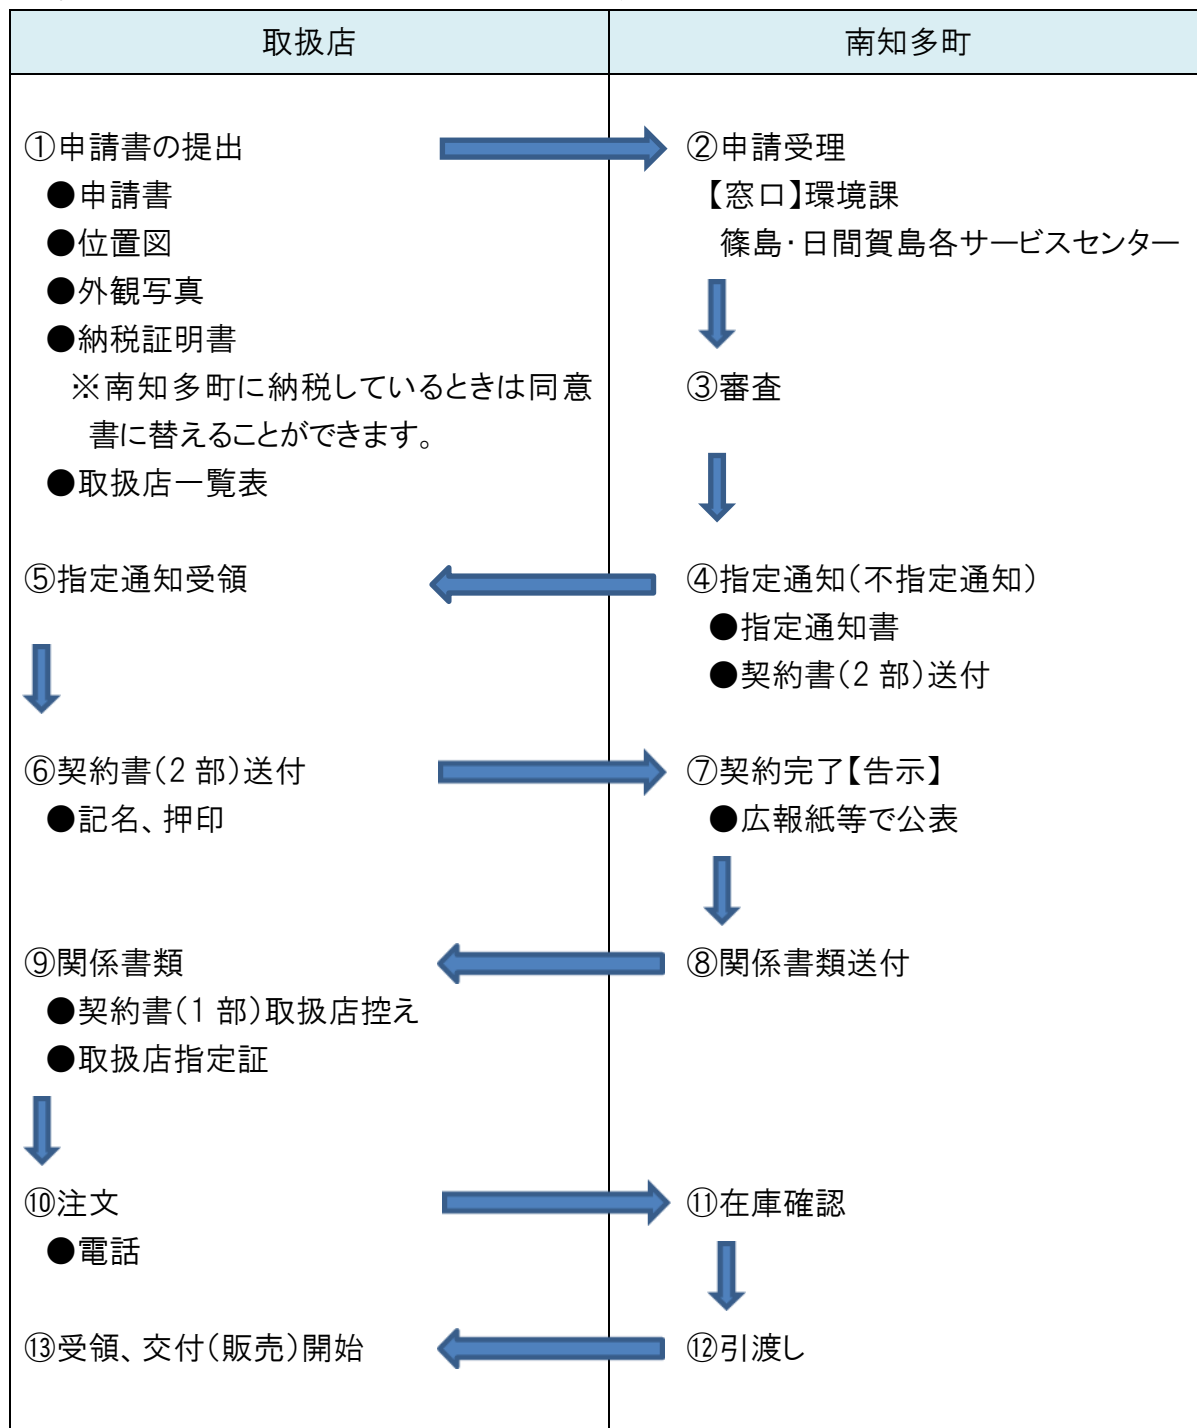 取扱店
南知多町
①申請書の提出
●申請書
●位置図
●外観写真
●納税証明書
※南知多町に納税しているときは同意
書に替えることができます。
●取扱店一覧表
②申請受理
【窓口】環境課
篠島・日間賀島各サービスセンター
③審査
④指定通知（不指定通知）
●指定通知書
●契約書（2部）送付
⑤指定通知受領
⑥契約書（2部）送付
●記名、押印
⑦契約完了【告示】
●広報紙等で公表
⑧関係書類送付
⑨関係書類
●契約書（1部）取扱店控え
●取扱店指定証
⑩注文
●電話
⑪在庫確認
⑫引渡し
⑬受領、交付（販売）開始